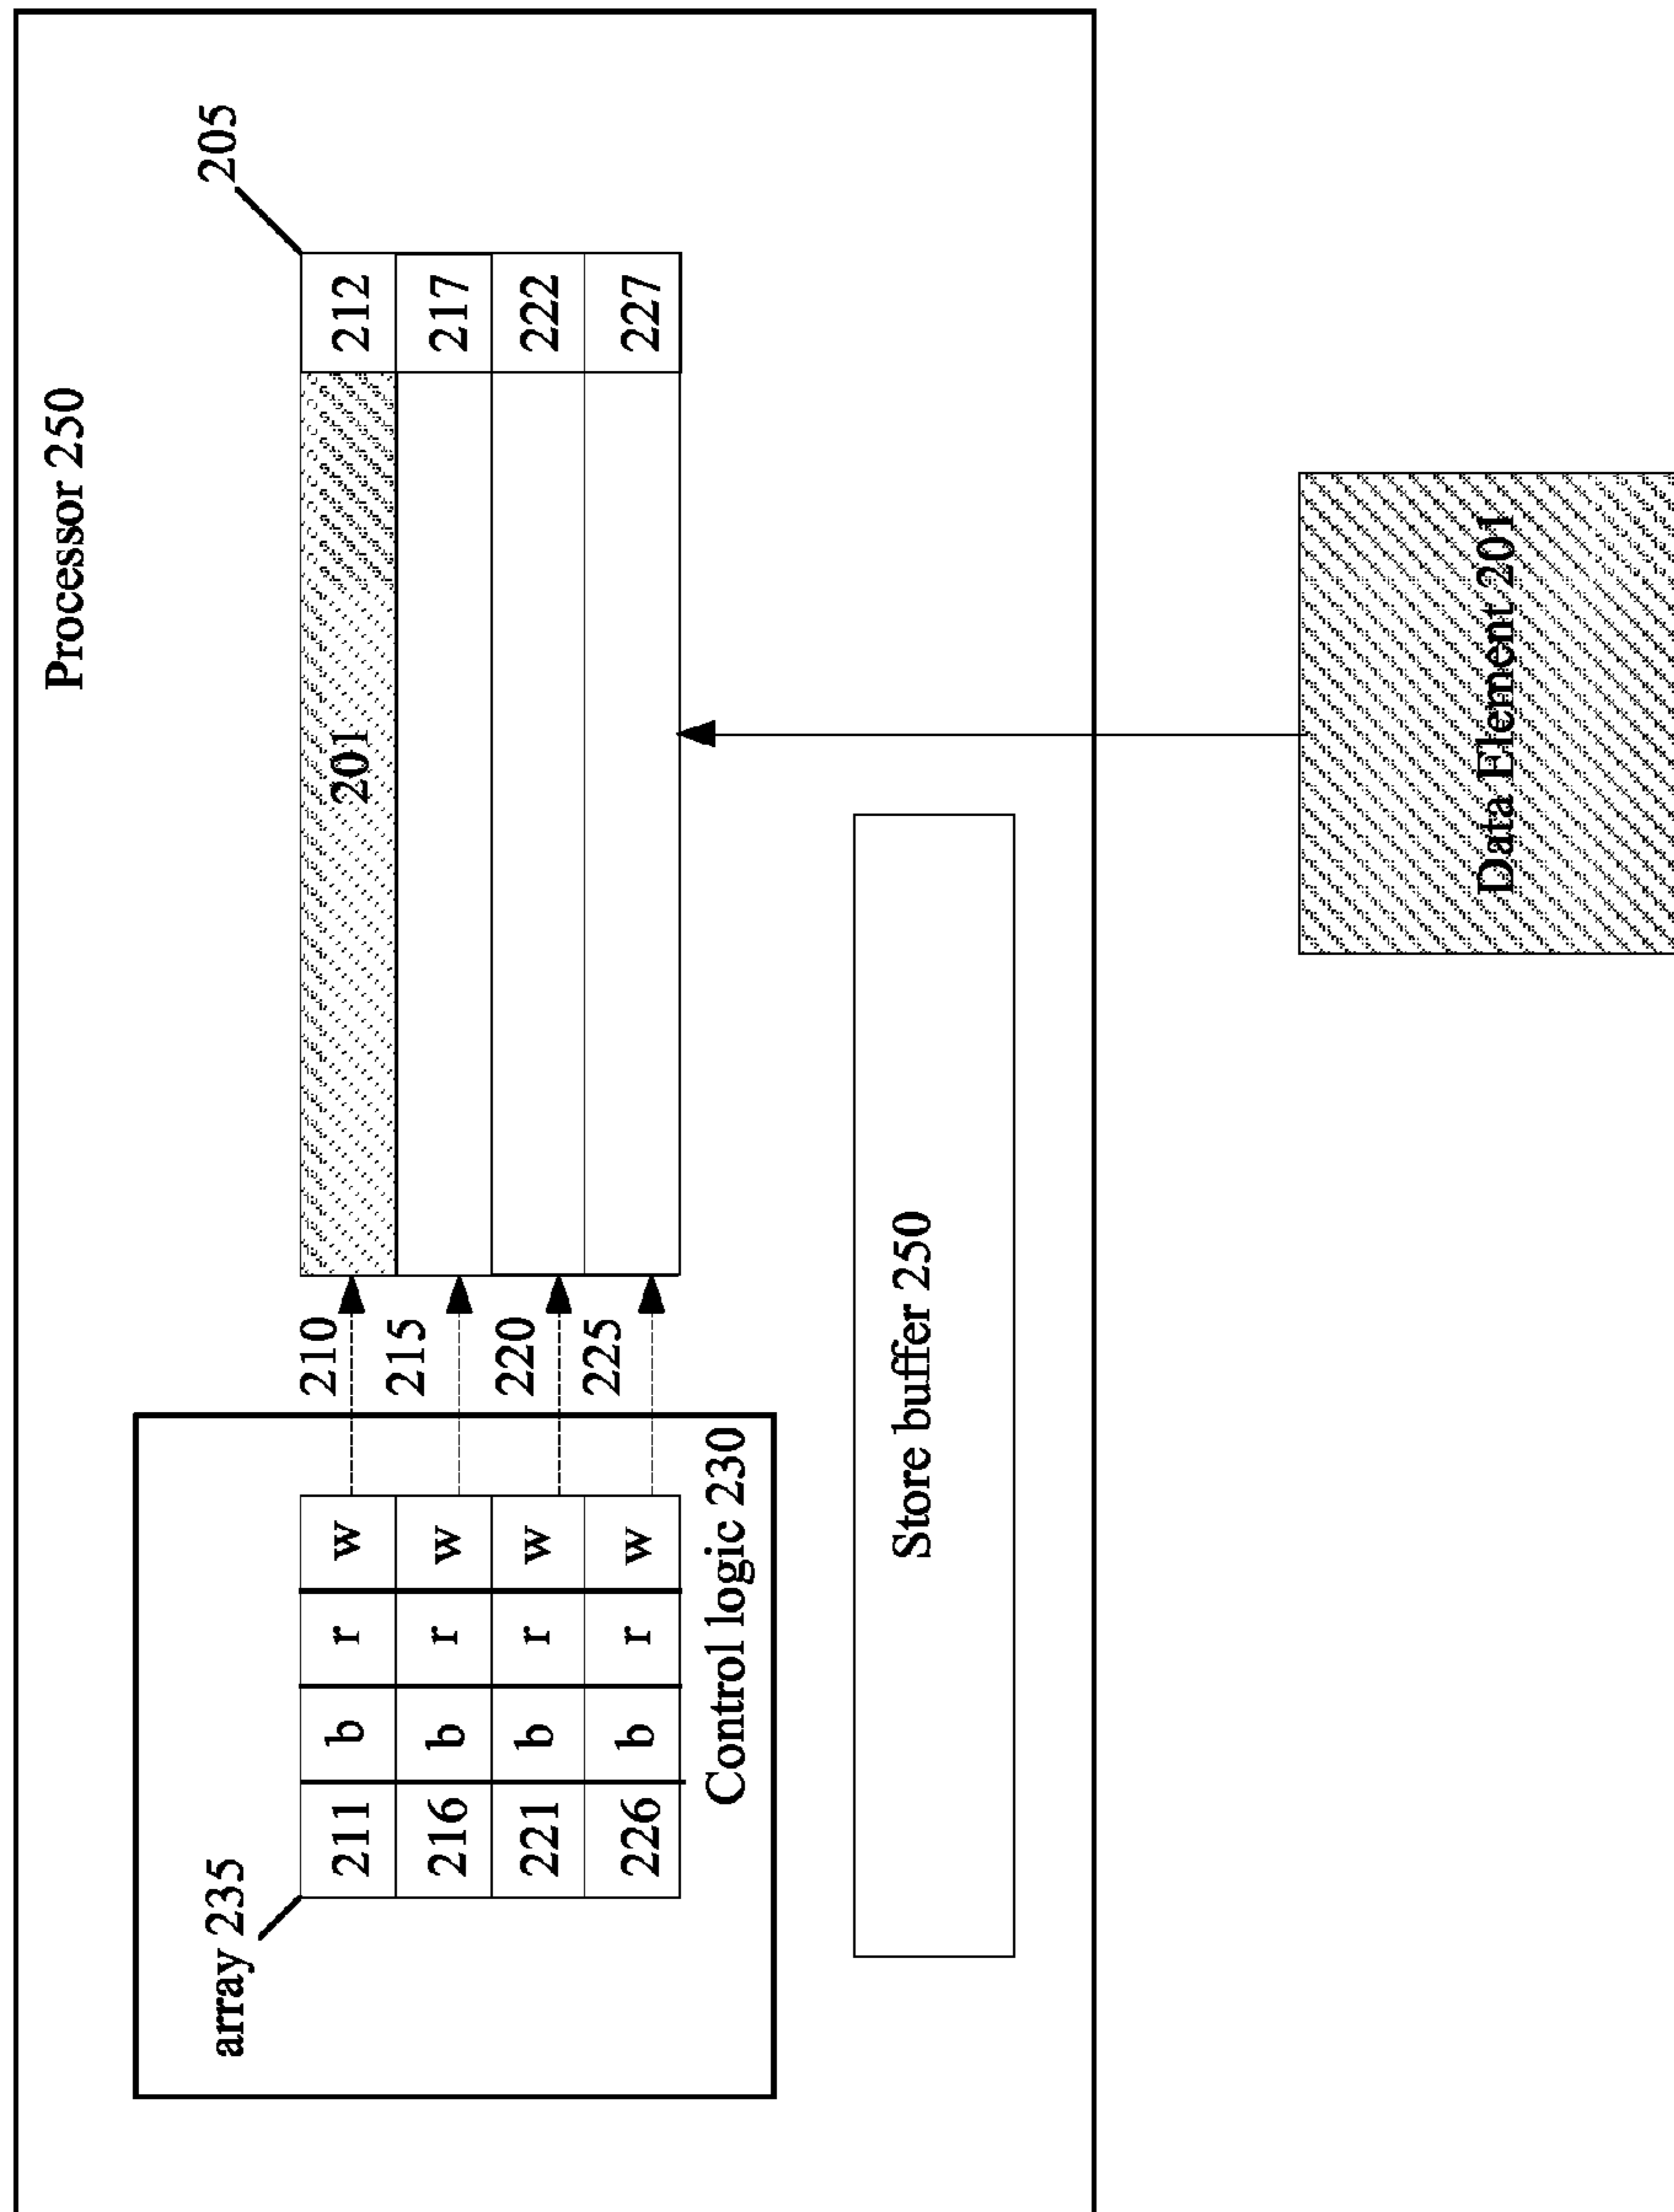 Processor 250
array 235
205
211 b r w 210 201 212
216 b r w 215 217
221 b r w 220 222
226 b r w 225 227
Control logic 230
Store buffer 250
Data Element 201